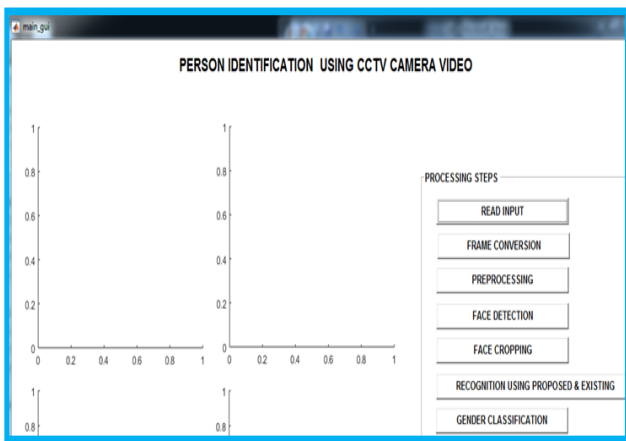 main_gui
PERSON IDENTIFICATION USING CCTV CAMERA VIDEO
1
0.8
0.6
0.4
0.2
0
0 0.2 0.4 0.6 0.8 1
1
0.8
0.6
0.4
0.2
0
0 0.2 0.4 0.6 0.8 1
1
0.8
1
0.8
PROCESSING STEPS
READ INPUT
FRAME CONVERSION
PREPROCESSING
FACE DETECTION
FACE CROPPING
RECOGNITION USING PROPOSED & EXISTING
GENDER CLASSIFICATION